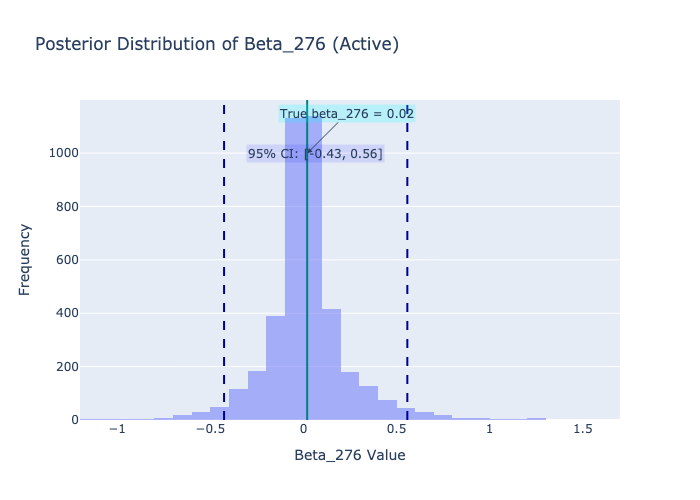 Posterior Distribution of Beta_276 (Active)
True beta_276 = 0.02
95% CI: [-0.43, 0.56]
1000
800
600
400
200
0
Frequency
−1
−0.5
0
0.5
1
1.5
Beta_276 Value